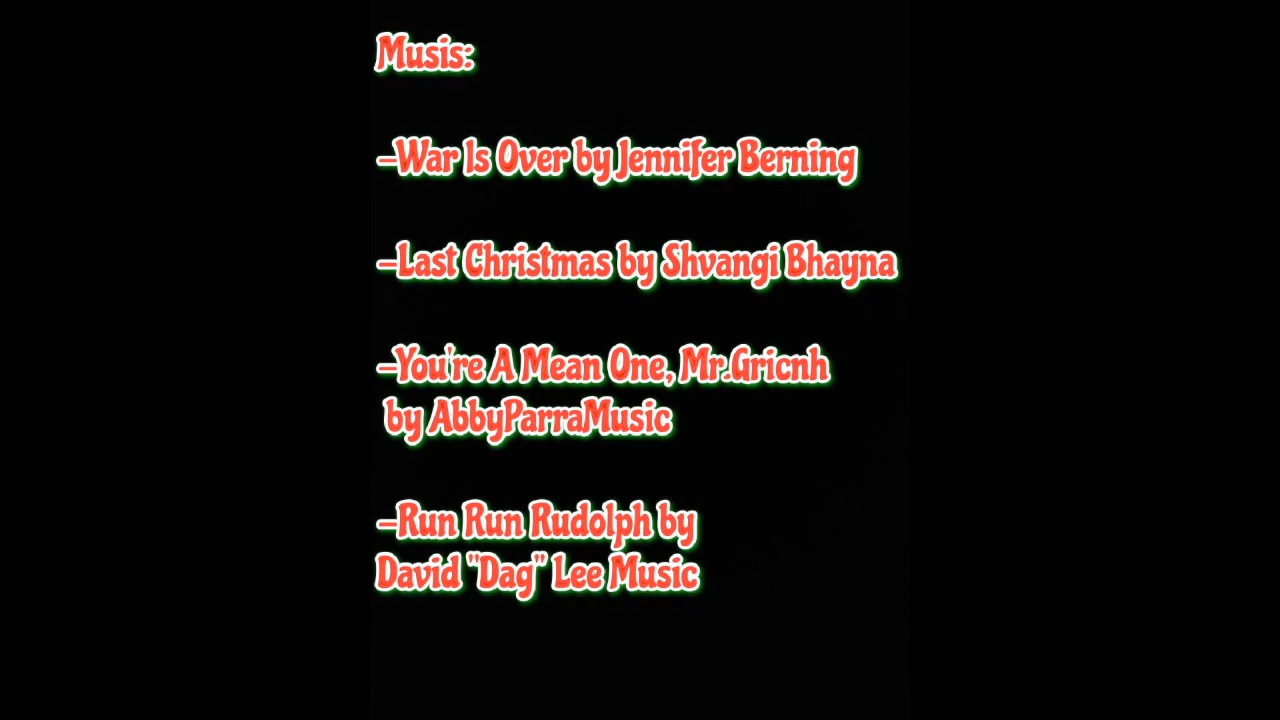 Musis:
-War Is Over by Jennifer Berning
-Last Christmas by Shvangi Bhayna
-You're A Mean One, Mr.Gricnh
by AbbyParraMusic
-Run Run Rudolph by
David "Dag" Lee Music